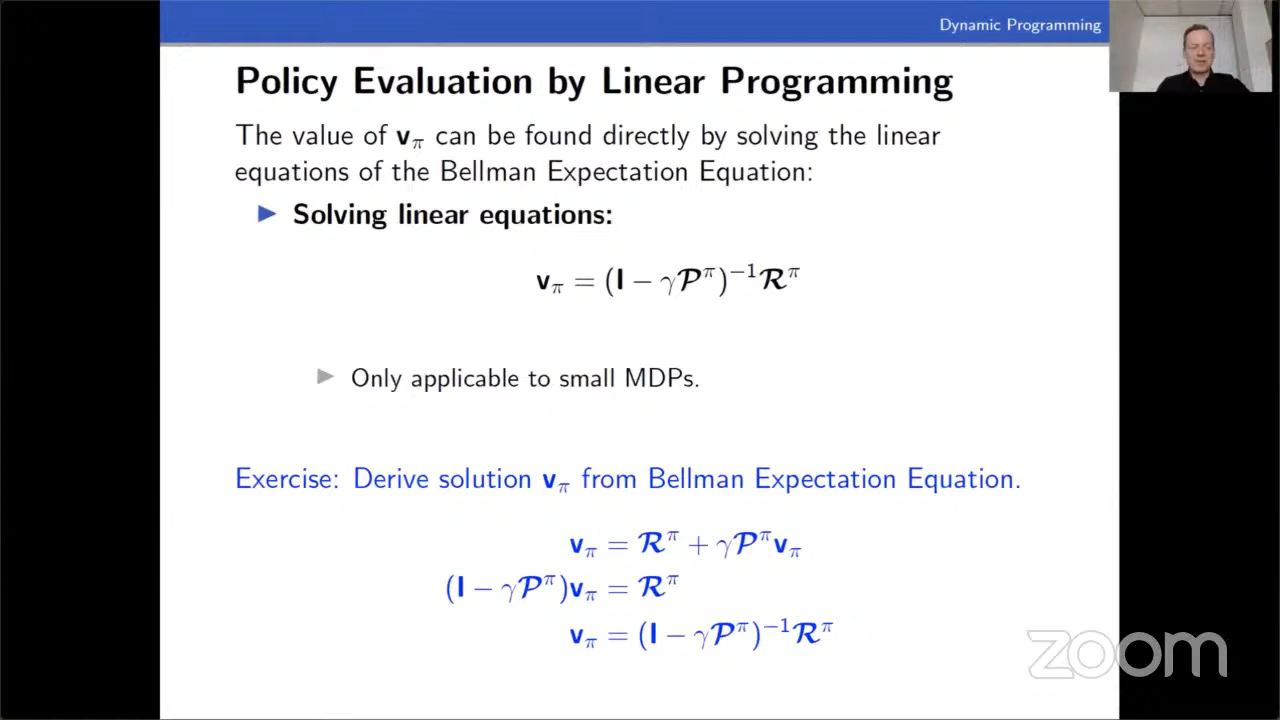 Dynamic Programming
Policy Evaluation by Linear Programming
The value of v_π can be found directly by solving the linear
equations of the Bellman Expectation Equation:
▶ Solving linear equations:
v_π = (I − γP^π)^−1 R^π
▶ Only applicable to small MDPs.
Exercise: Derive solution v_π from Bellman Expectation Equation.
v_π = R^π + γP^π v_π
(I − γP^π)v_π = R^π
v_π = (I − γP^π)^−1 R^π
zoom